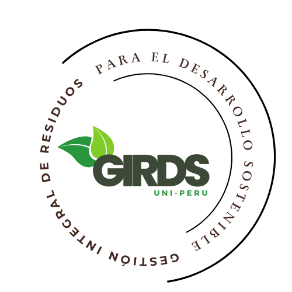 GESTIÓN INTEGRAL DE RESIDUOS
PARA EL DESARROLLO SOSTENIBLE
GIRDS
UNI-PERU